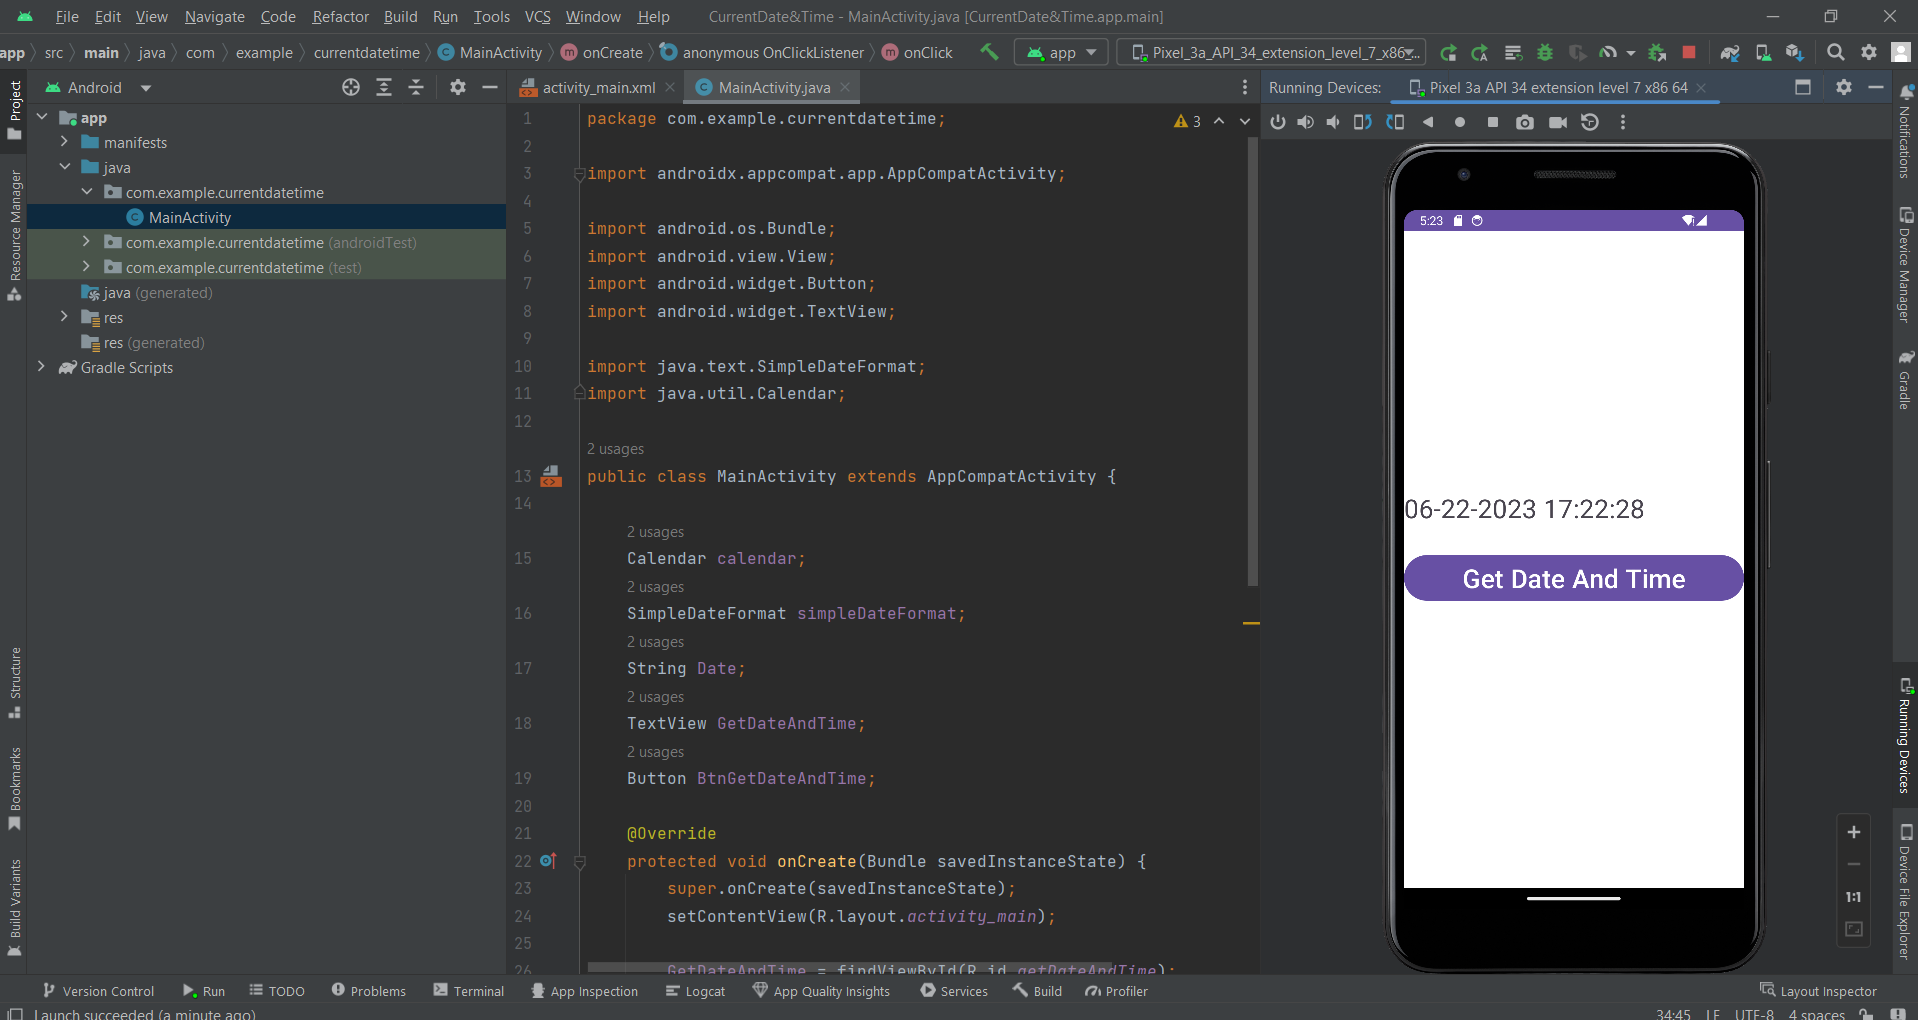 File Edit View Navigate Code Refactor Build Run Tools VCS Window Help CurrentDate&Time - MainActivity.java [CurrentDate&Time.app.main]
app src main java com example currentdatetime MainActivity onCreate anonymous OnClickListener onClick app Pixel_3a_API_34_extension_level_7_x86
Project
Resource Manager
Structure
Bookmarks
Build Variants
Android
app
manifests
java
com.example.currentdatetime
MainActivity
com.example.currentdatetime (androidTest)
com.example.currentdatetime (test)
java (generated)
res
res (generated)
Gradle Scripts
activity_main.xml MainActivity.java
3
1 package com.example.currentdatetime;
2
3 import androidx.appcompat.app.AppCompatActivity;
4
5 import android.os.Bundle;
6 import android.view.View;
7 import android.widget.Button;
8 import android.widget.TextView;
9
10 import java.text.SimpleDateFormat;
11 import java.util.Calendar;
12
2 usages
13 public class MainActivity extends AppCompatActivity {
14
2 usages
15 Calendar calendar;
2 usages
16 SimpleDateFormat simpleDateFormat;
2 usages
17 String Date;
2 usages
18 TextView GetDateAndTime;
2 usages
19 Button BtnGetDateAndTime;
20
21 @Override
22 protected void onCreate(Bundle savedInstanceState) {
23 super.onCreate(savedInstanceState);
24 setContentView(R.layout.activity_main);
25
26 GetDateAndTime = findViewById(R.id.getDateAndTime);
Running Devices: Pixel 3a API 34 extension level 7 x86 64
5:23
06-22-2023 17:22:28
Get Date And Time
1:1
Notifications
Device Manager
Gradle
Running Devices
Device File Explorer
Version Control Run TODO Problems Terminal App Inspection Logcat App Quality Insights Services Build Profiler Layout Inspector
Launch succeeded (a minute ago) 34:45 LF UTF-8 4 spaces